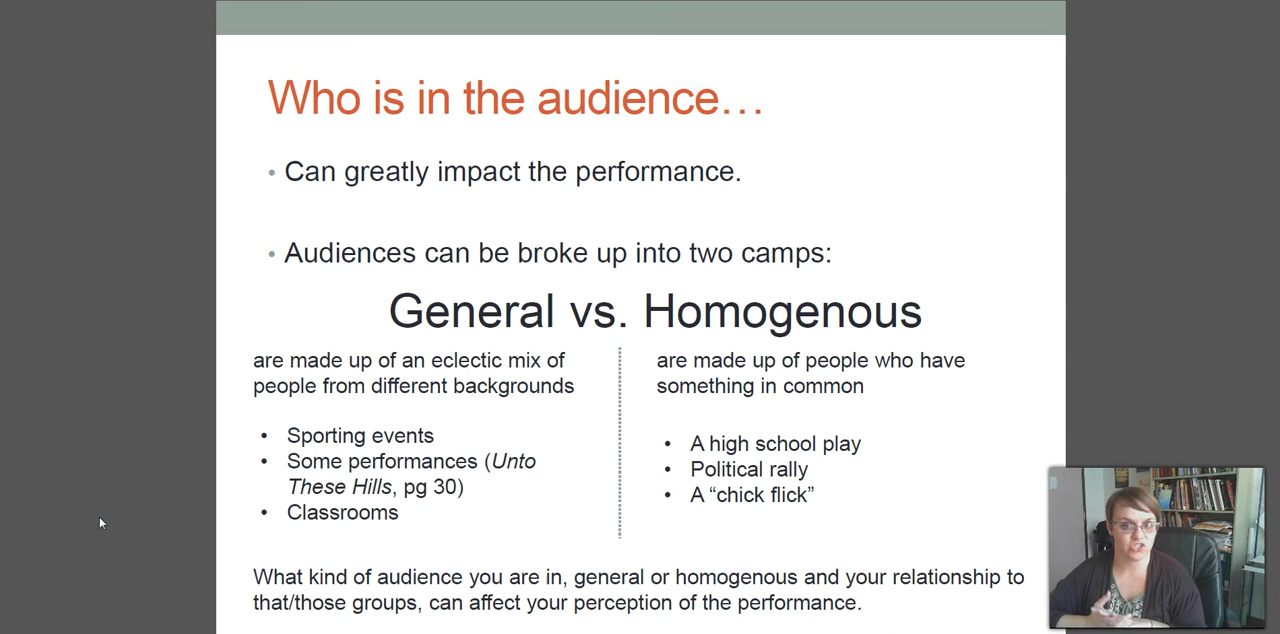 Who is in the audience…
• Can greatly impact the performance.
• Audiences can be broke up into two camps:
General vs. Homogenous
are made up of an eclectic mix of
people from different backgrounds
• Sporting events
• Some performances (Unto
These Hills, pg 30)
• Classrooms
are made up of people who have
something in common
• A high school play
• Political rally
• A “chick flick”
What kind of audience you are in, general or homogenous and your relationship to
that/those groups, can affect your perception of the performance.